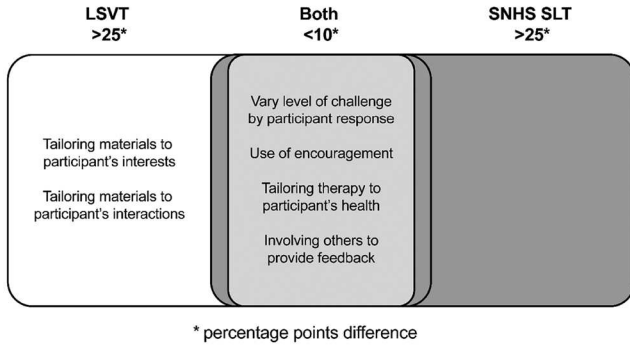 LSVT
>25*
Both
<10*
SNHS SLT
>25*
Tailoring materials to
participant's interests
Tailoring materials to
participant's interactions
Vary level of challenge
by participant response
Use of encouragement
Tailoring therapy to
participant's health
Involving others to
provide feedback
* percentage points difference